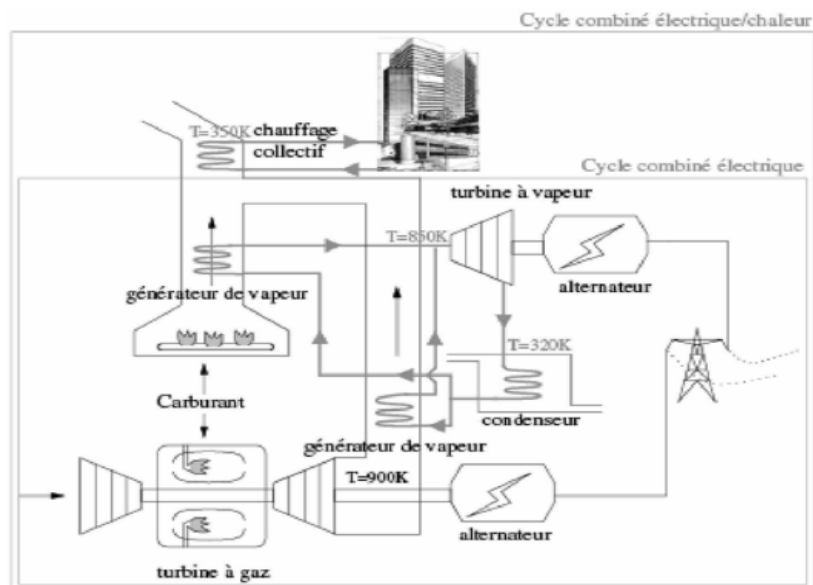 Cycle combiné électrique/chaleur
T=350K
chauffage
collectif
Cycle combiné électrique
turbine à vapeur
T=850K
générateur de vapeur
alternateur
T=320K
Carburant
condenseur
générateur de vapeur
T=900K
alternateur
turbine à gaz